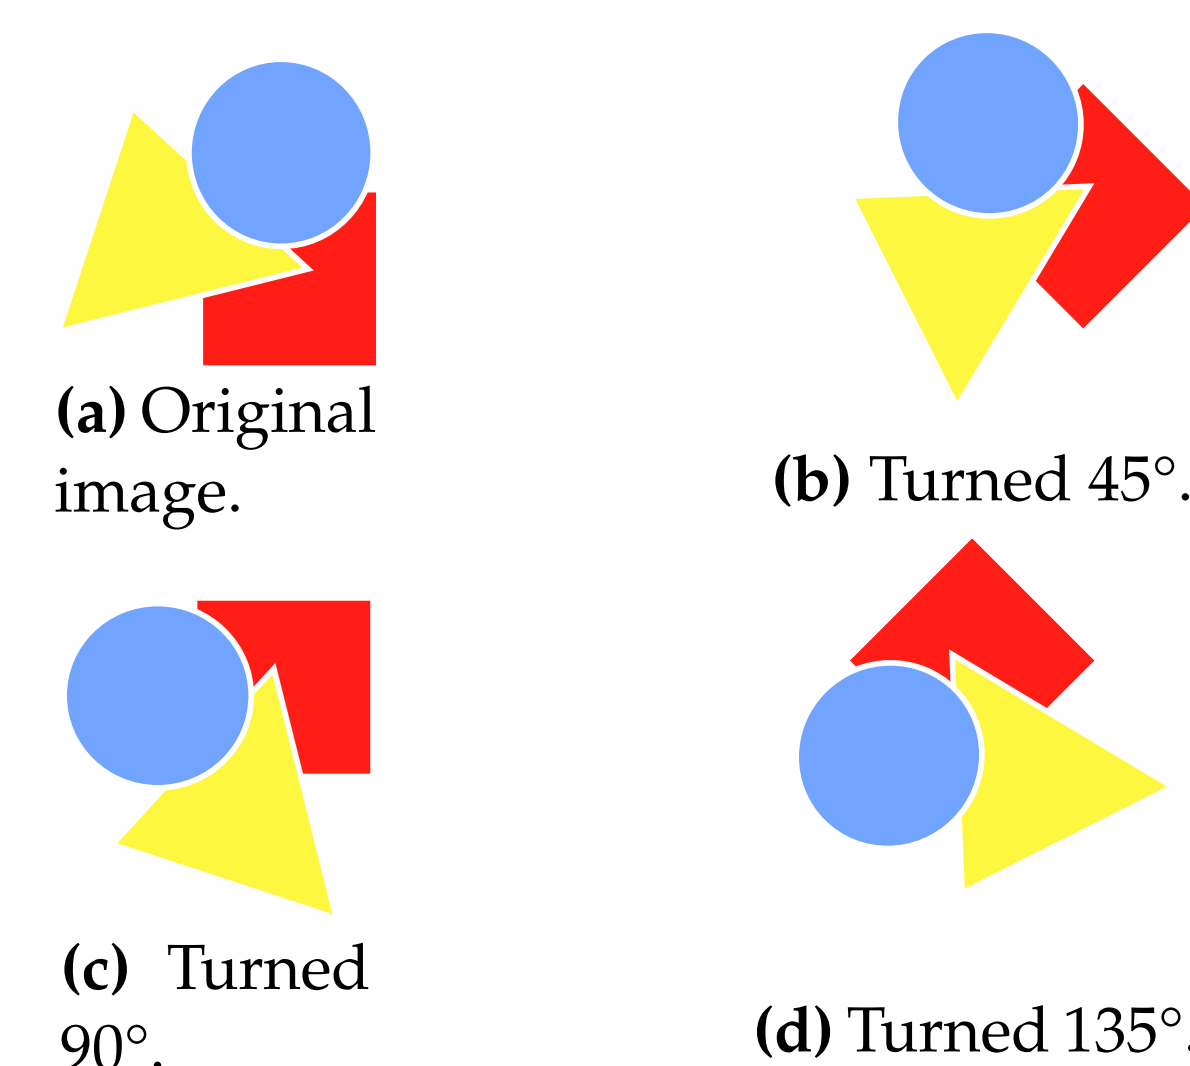 (a) Original
image.
(b) Turned 45°.
(c) Turned
90°.
(d) Turned 135°.